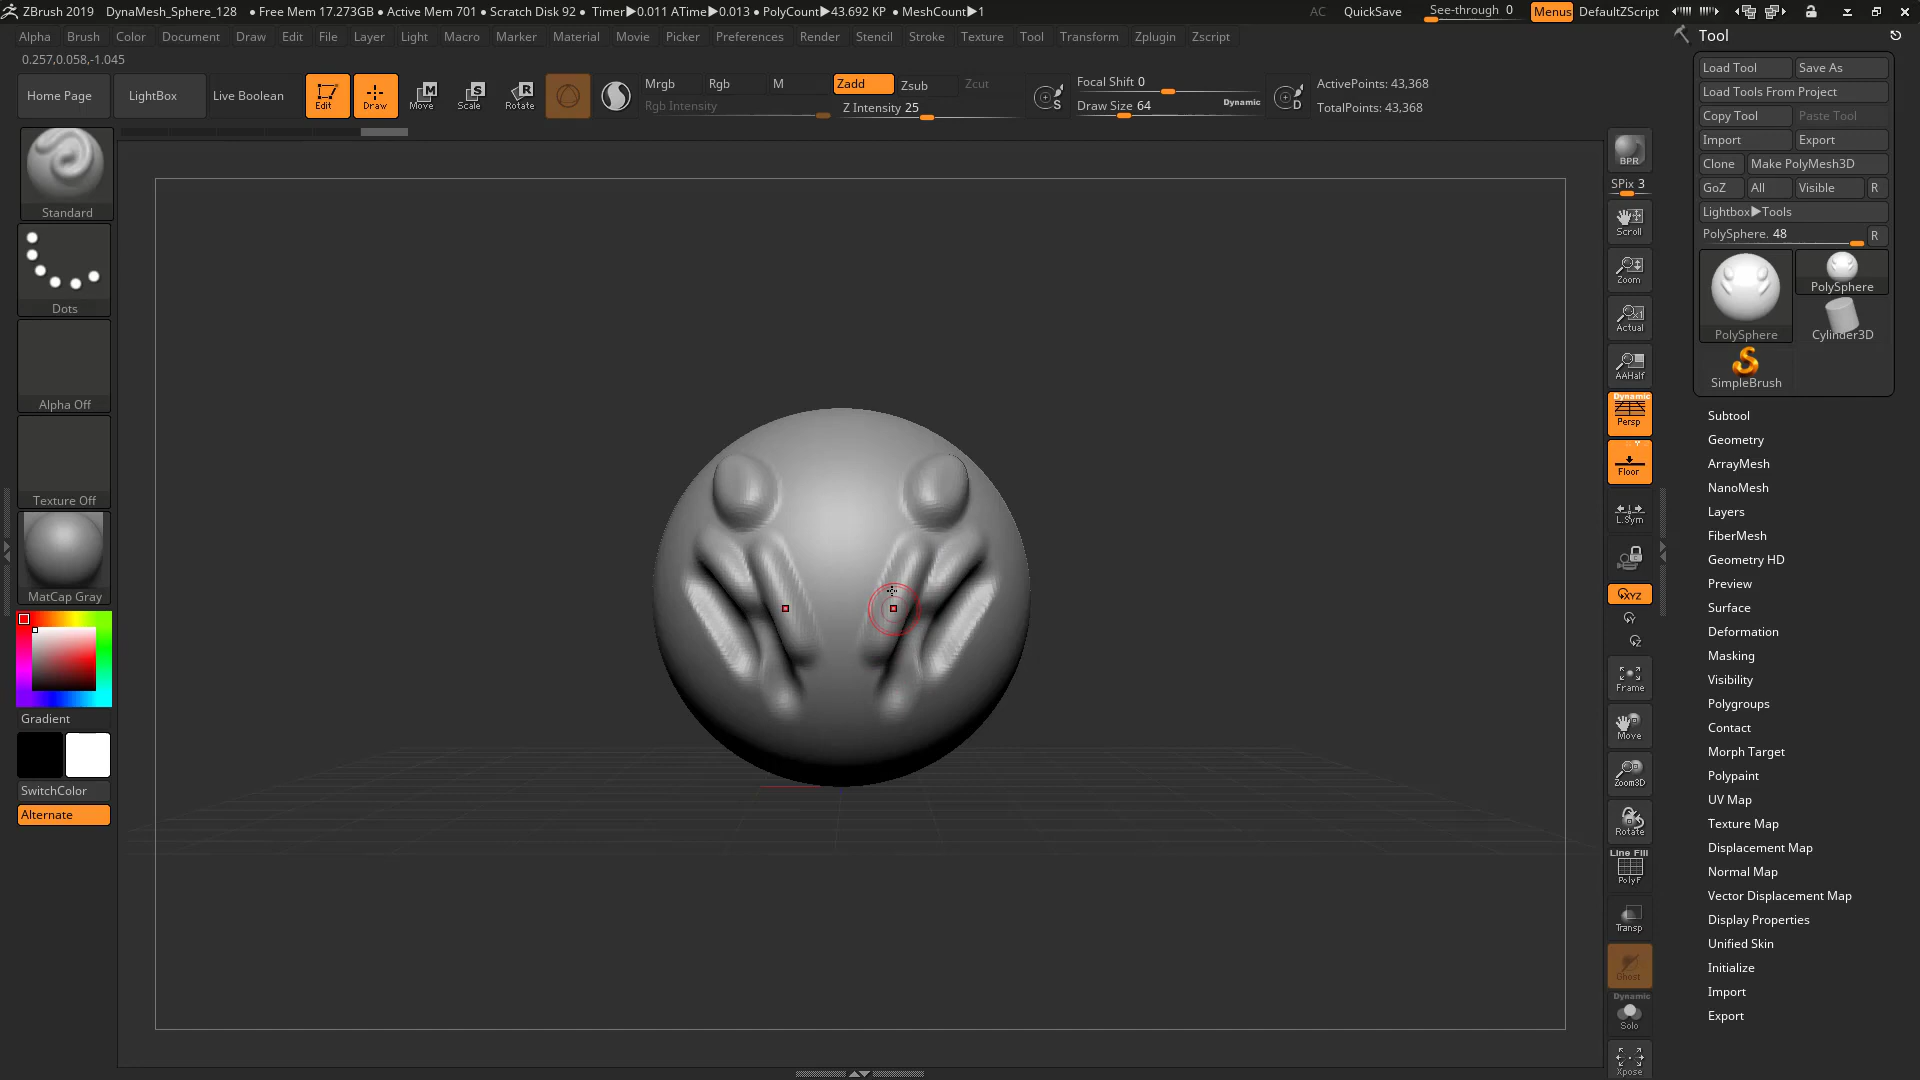 ZBrush 2019 DynaMesh_Sphere_128 ● Free Mem 17.273GB ● Active Mem 701 ● Scratch Disk 92 ● Timer▶0.011 ATime▶0.013 ● PolyCount▶43.692 KP ● MeshCount▶1 AC QuickSave See-through 0 Menus DefaultZScript
Alpha Brush Color Document Draw Edit File Layer Light Macro Marker Material Movie Picker Preferences Render Stencil Stroke Texture Tool Transform Zplugin Zscript
0.257,0.058,-1.045
Home Page LightBox Live Boolean Edit Draw Move Scale Rotate
Mrgb Rgb M Zadd Zsub Zcut
Rgb Intensity Z Intensity 25
Focal Shift 0
Draw Size 64 Dynamic
ActivePoints: 43,368
TotalPoints: 43,368
Standard
Dots
Alpha Off
Texture Off
MatCap Gray
Gradient
SwitchColor
Alternate
BPR
SPix 3
Scroll
Zoom
Actual
AAHalf
Dynamic
Persp
Floor
L.Sym
XYZ
Frame
Move
Zoom3D
Rotate
Line Fill
PolyF
Transp
Ghost
Dynamic
Solo
Xpose
Tool
Load Tool Save As
Load Tools From Project
Copy Tool Paste Tool
Import Export
Clone Make PolyMesh3D
GoZ All Visible R
Lightbox▶Tools
PolySphere. 48 R
PolySphere PolySphere
Cylinder3D
SimpleBrush
Subtool
Geometry
ArrayMesh
NanoMesh
Layers
FiberMesh
Geometry HD
Preview
Surface
Deformation
Masking
Visibility
Polygroups
Contact
Morph Target
Polypaint
UV Map
Texture Map
Displacement Map
Normal Map
Vector Displacement Map
Display Properties
Unified Skin
Initialize
Import
Export